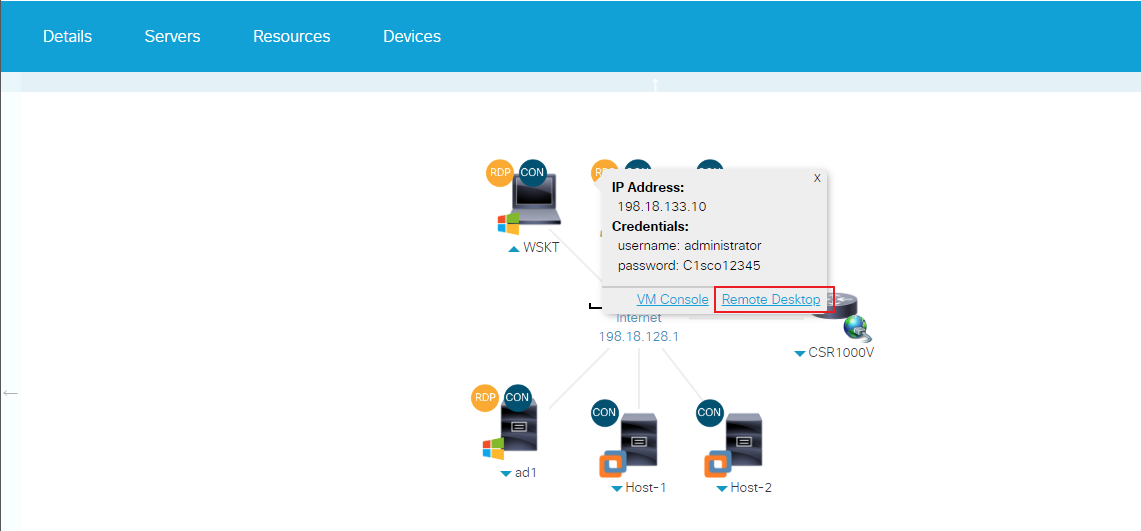 Details Servers Resources Devices
RDP CON
CON
X
IP Address:
198.18.133.10
Credentials:
username: administrator
password: C1sco12345
VM Console Remote Desktop
WSKT
Internet
198.18.128.1
CSR1000V
RDP CON
CON
CON
ad1
Host-1
Host-2